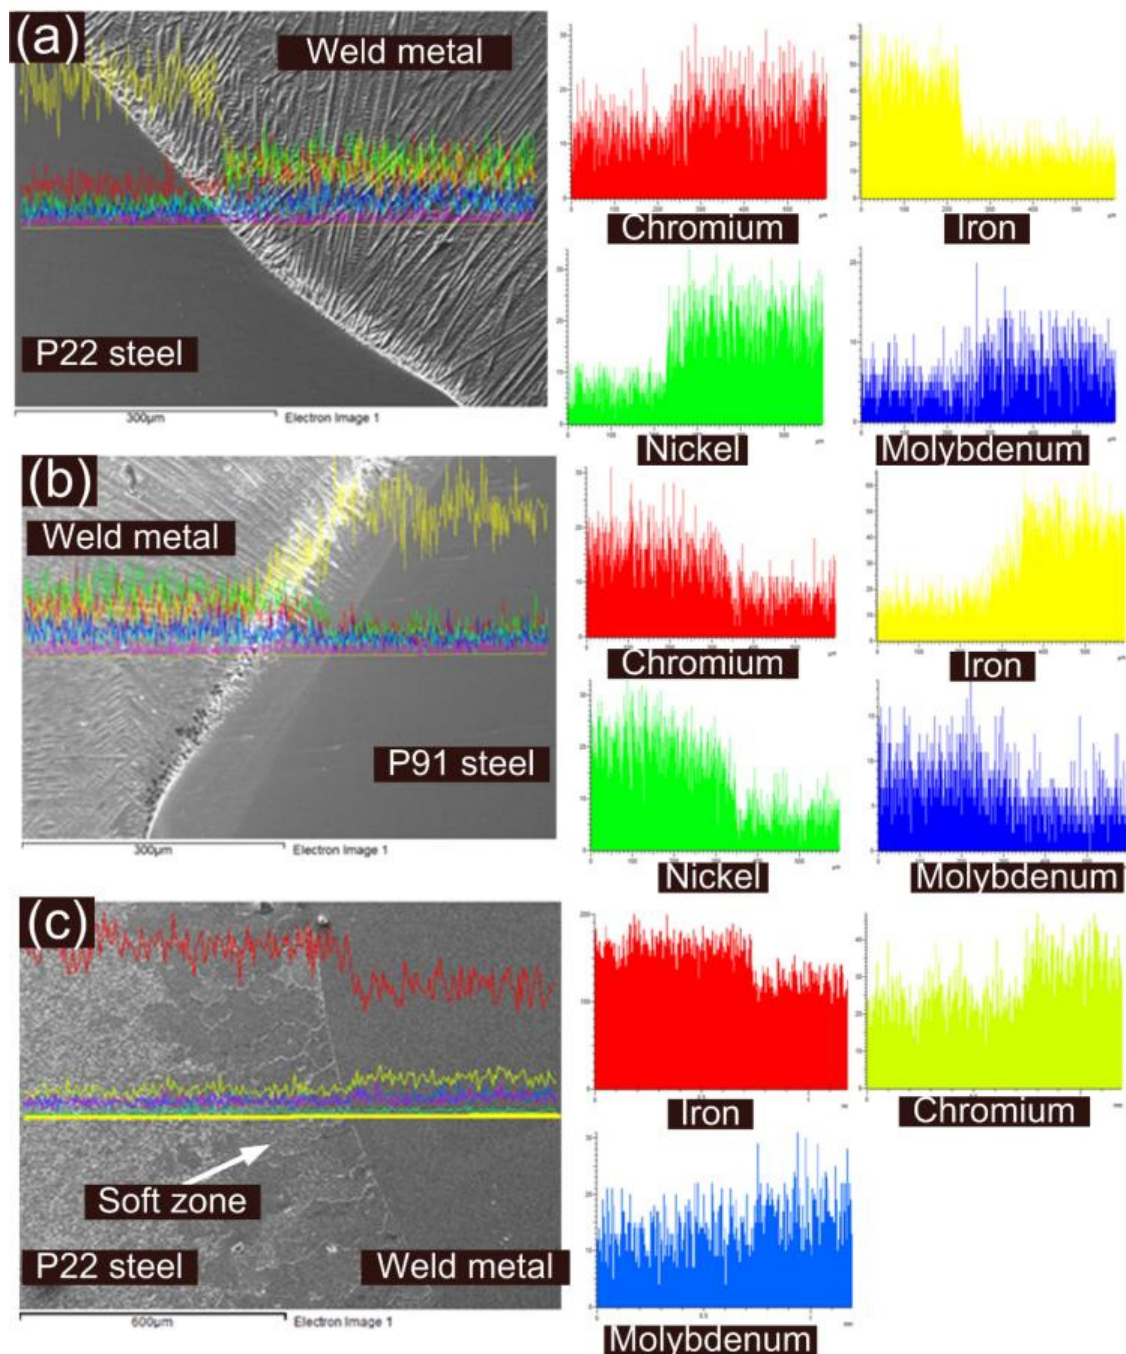 (a)
Weld metal
P22 steel
300µm
Electron Image 1
Chromium
Iron
Nickel
Molybdenum
(b)
Weld metal
P91 steel
300µm
Electron Image 1
Chromium
Iron
Nickel
Molybdenum
(c)
Soft zone
P22 steel
Weld metal
600µm
Electron Image 1
Iron
Chromium
Molybdenum